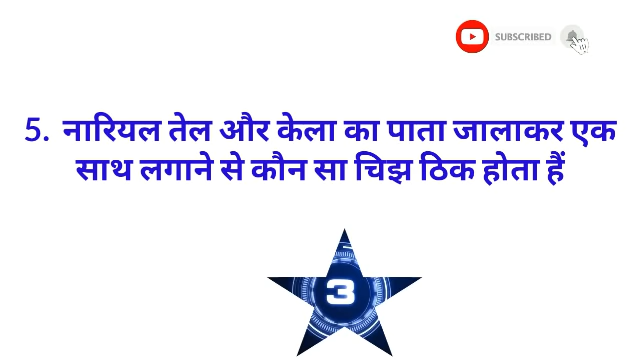 SUBSCRIBED
5. नारियल तेल और केला का पाता जालाकर एक
साथ लगाने से कौन सा चिझ ठिक होता हैं
3